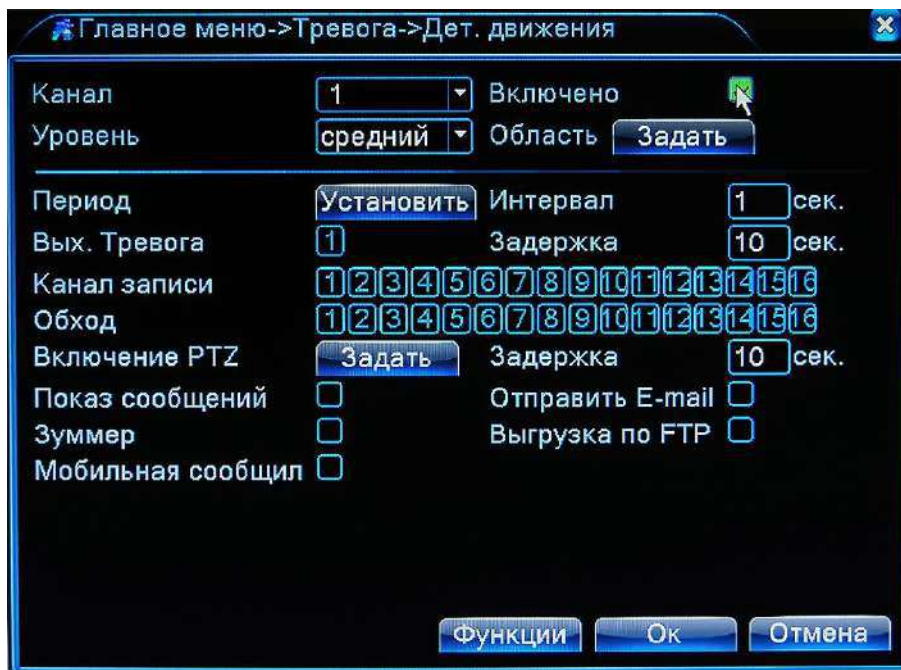 Главное меню->Тревога->Дет. движения
Канал 1 Включено
Уровень средний Область Задать
Период Установить Интервал 1 сек.
Вых. Тревога 1 Задержка 10 сек.
Канал записи 1 2 3 4 5 6 7 8 9 10 11 12 13 14 15 16
Обход 1 2 3 4 5 6 7 8 9 10 11 12 13 14 15 16
Включение PTZ Задать Задержка 10 сек.
Показ сообщений Отправить E-mail
Зуммер Выгрузка по FTP
Мобильная сообщил
Функции Ок Отмена